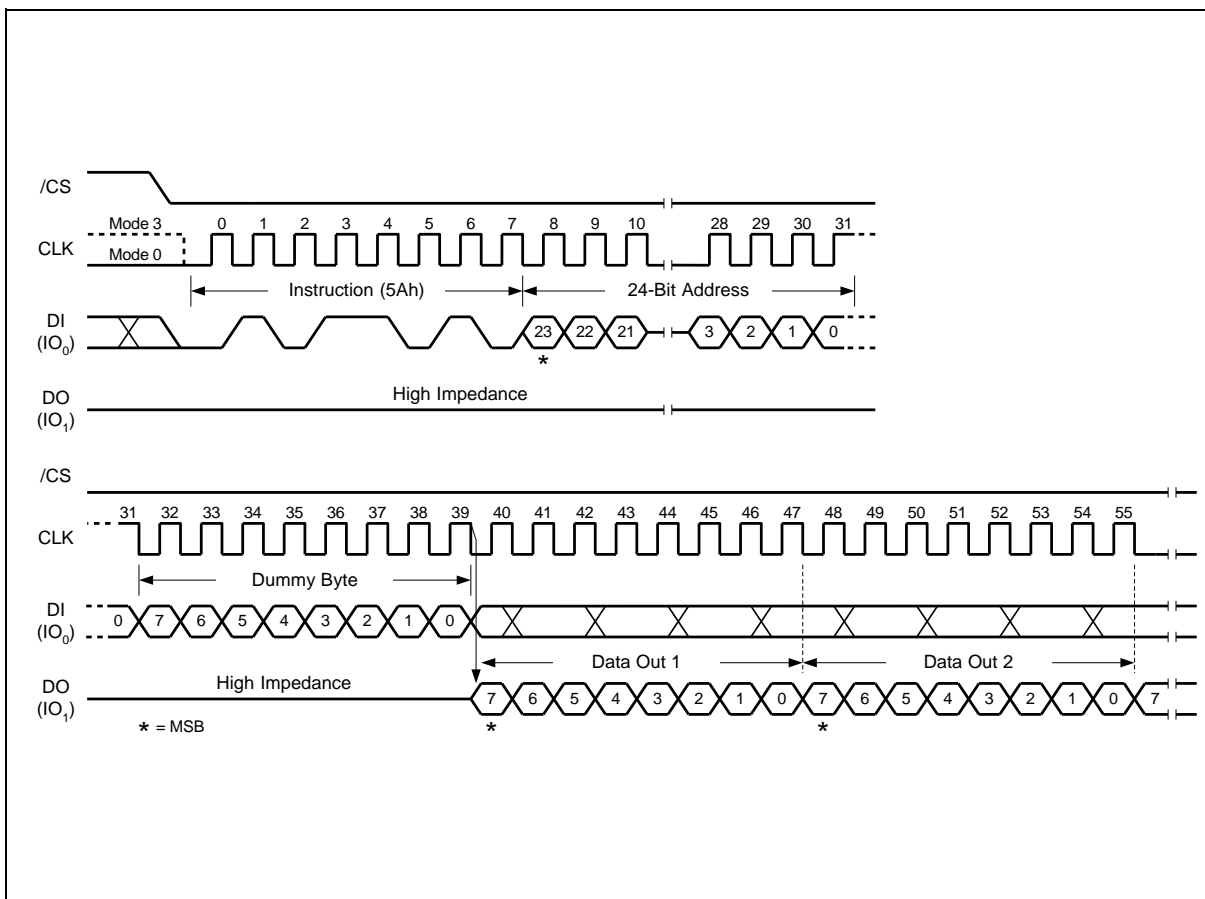 /CS
Mode 3 0 1 2 3 4 5 6 7 8 9 10 28 29 30 31
CLK
Mode 0
Instruction (5Ah) 24-Bit Address
DI
(IO0) 23 22 21 3 2 1 0
*
High Impedance
DO
(IO1)
/CS
31 32 33 34 35 36 37 38 39 40 41 42 43 44 45 46 47 48 49 50 51 52 53 54 55
CLK
Dummy Byte
DI
(IO0) 0 7 6 5 4 3 2 1 0
Data Out 1 Data Out 2
High Impedance
DO
(IO1) 7 6 5 4 3 2 1 0 7 6 5 4 3 2 1 0 7
* = MSB * *